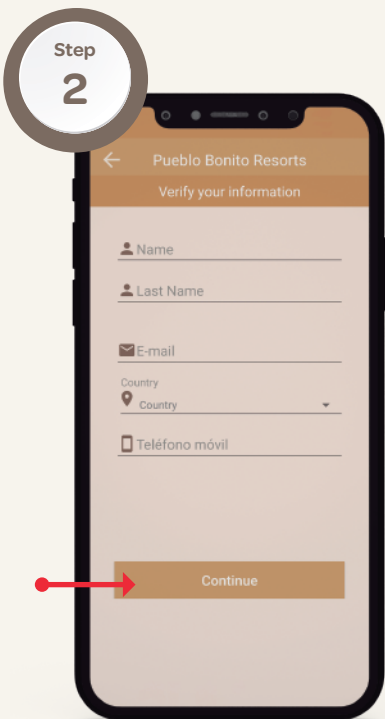 Step
2
Pueblo Bonito Resorts
Verify your information
Name
Last Name
E-mail
Country
Country
Teléfono móvil
Continue